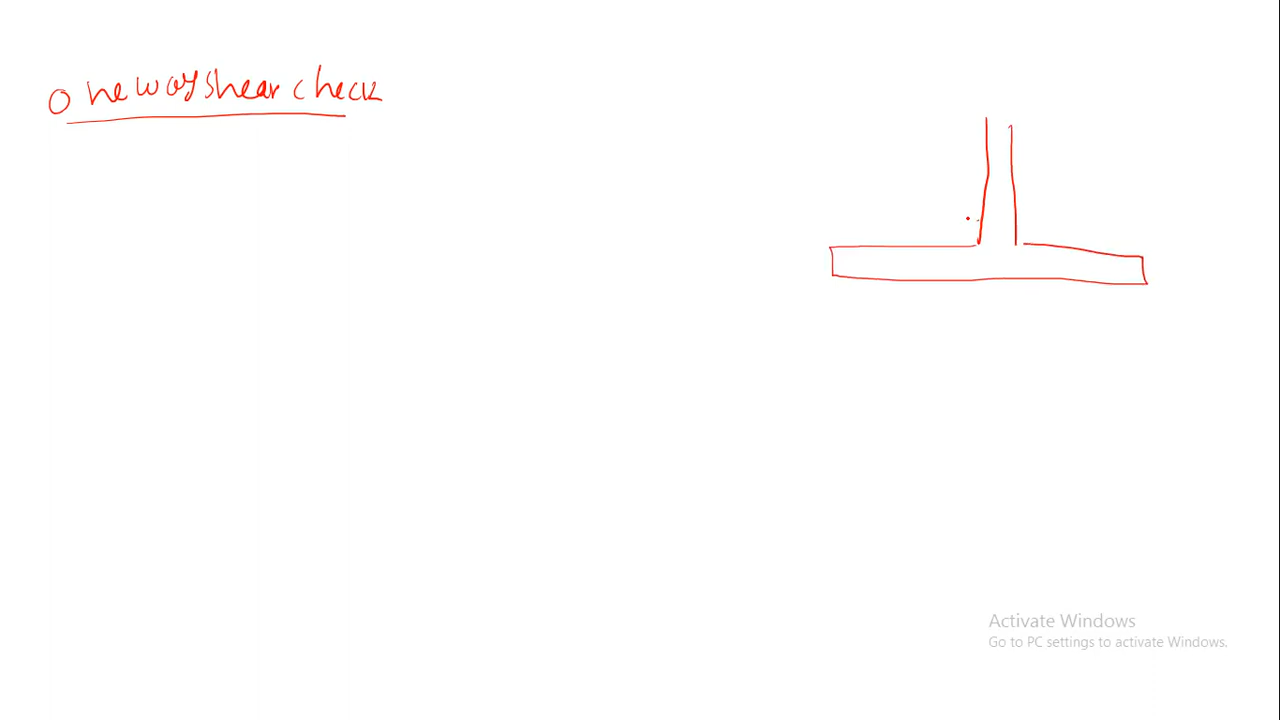 one way shear check
Activate Windows
Go to PC settings to activate Windows.